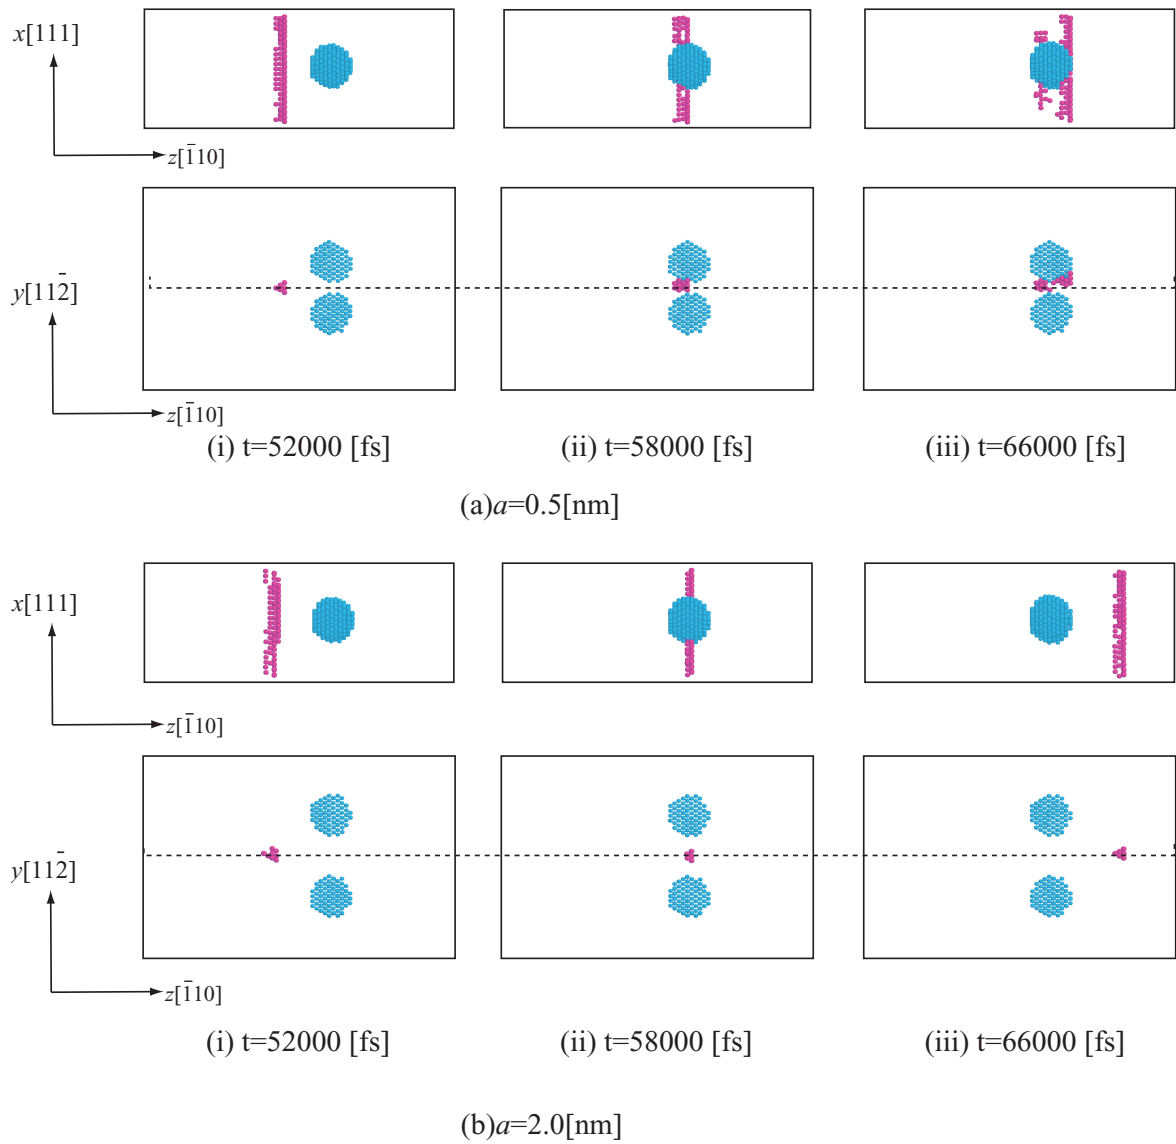 x[111]
z[1̄10]
y[112̄]
z[1̄10]
(i) t=52000 [fs]
(ii) t=58000 [fs]
(iii) t=66000 [fs]
(a)a=0.5[nm]
x[111]
z[1̄10]
y[112̄]
z[1̄10]
(i) t=52000 [fs]
(ii) t=58000 [fs]
(iii) t=66000 [fs]
(b)a=2.0[nm]